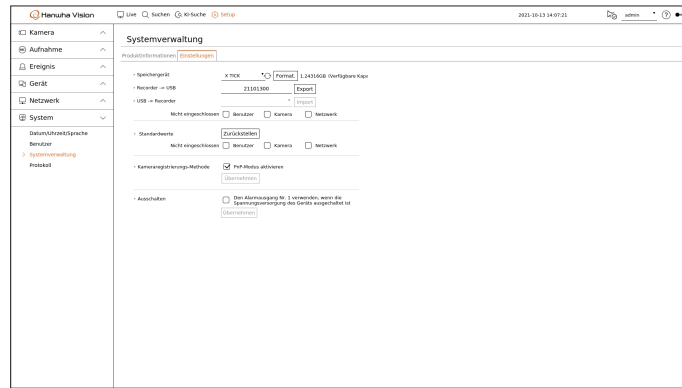 Hanwha Vision
Live Suchen KI-Suche Setup
2021-10-13 14:07:21
admin
Kamera
Aufnahme
Ereignis
Gerät
Netzwerk
System
Datum/Uhrzeit/Sprache
Benutzer
Systemverwaltung
Protokoll
Systemverwaltung
Produktinformationen Einstellungen
Speichergerät X TICK Format. 1.24316GB (Verfügbare Kapa
Recorder -> USB 21101300 Export
USB -> Recorder Import
Nicht eingeschlossen Benutzer Kamera Netzwerk
Standardwerte Zurückstellen
Nicht eingeschlossen Benutzer Kamera Netzwerk
Kameraregistrierungs-Methode PnP-Modus aktivieren
Übernehmen
Ausschalten Den Alarmausgang Nr. 1 verwenden, wenn die
Spannungsversorgung des Geräts ausgeschaltet ist
Übernehmen